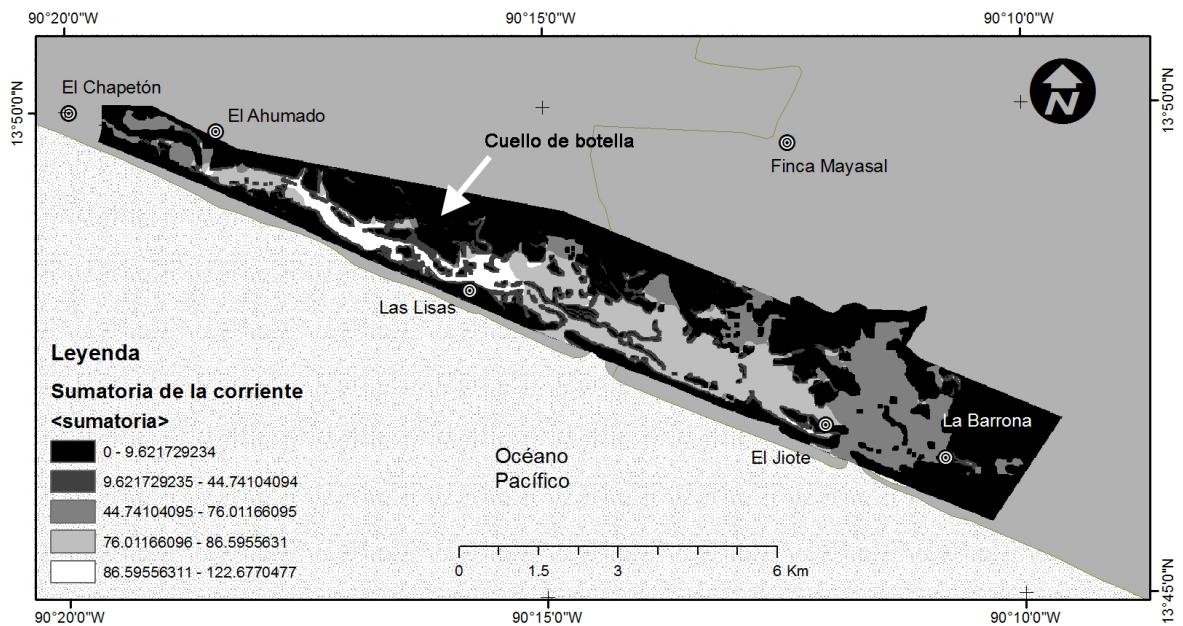 90°20'0"W
90°15'0"W
90°10'0"W
13°50'0"N
13°50'0"N
El Chapetón
El Ahumado
Cuello de botella
N
Finca Mayasal
Las Lisas
Leyenda
Sumatoria de la corriente
<sumatoria>
0 - 9.621729234
9.621729235 - 44.74104094
44.74104095 - 76.01166095
76.01166096 - 86.5955631
86.59556311 - 122.6770477
La Barrona
El Jiote
Océano
Pacífico
0 1.5 3 6 Km
13°45'0"N
90°20'0"W
90°15'0"W
90°10'0"W